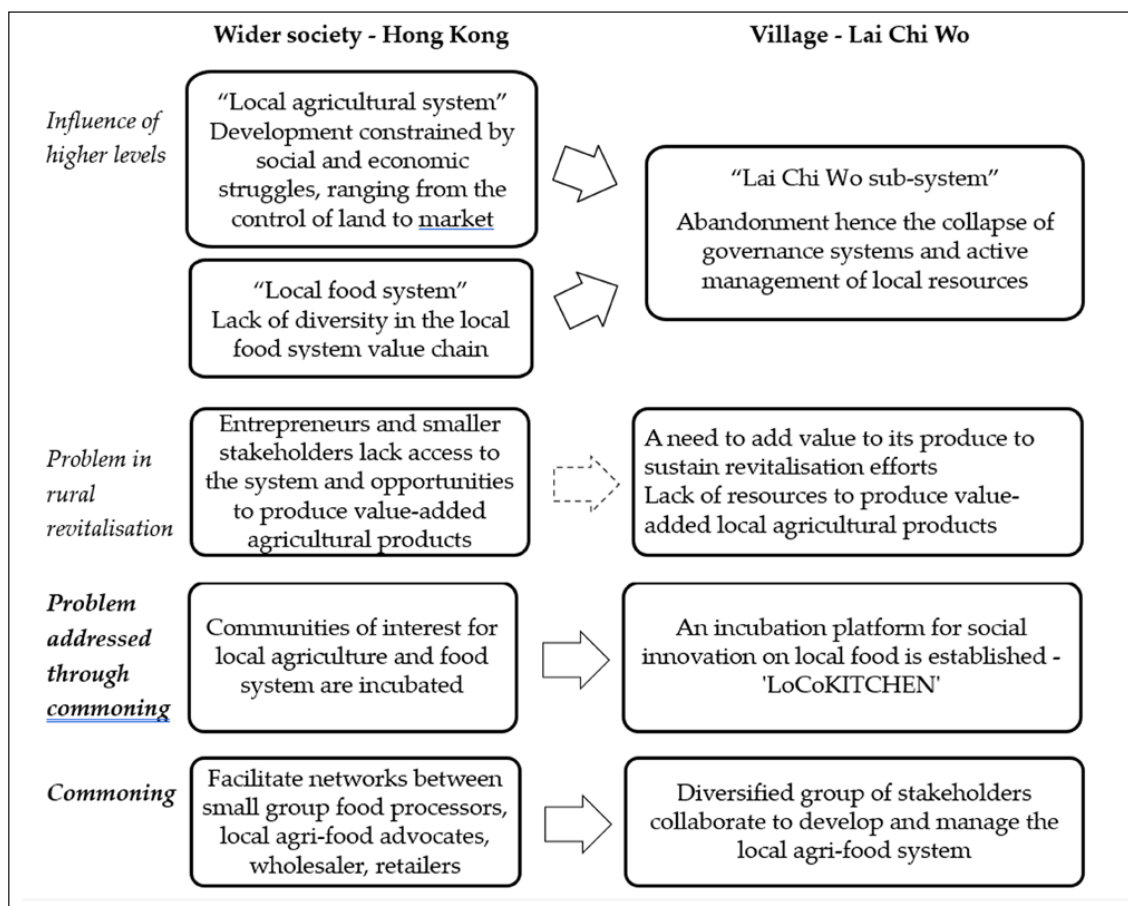 Wider society - Hong Kong
Village - Lai Chi Wo
Influence of
higher levels
“Local agricultural system”
Development constrained by
social and economic
struggles, ranging from the
control of land to market
“Local food system”
Lack of diversity in the local
food system value chain
“Lai Chi Wo sub-system”
Abandonment hence the collapse of
governance systems and active
management of local resources
Problem in
rural
revitalisation
Entrepreneurs and smaller
stakeholders lack access to
the system and opportunities
to produce value-added
agricultural products
A need to add value to its produce to
sustain revitalisation efforts
Lack of resources to produce value-
added local agricultural products
Problem
addressed
through
commoning
Communities of interest for
local agriculture and food
system are incubated
An incubation platform for social
innovation on local food is established -
'LoCoKITCHEN'
Commoning
Facilitate networks between
small group food processors,
local agri-food advocates,
wholesaler, retailers
Diversified group of stakeholders
collaborate to develop and manage the
local agri-food system